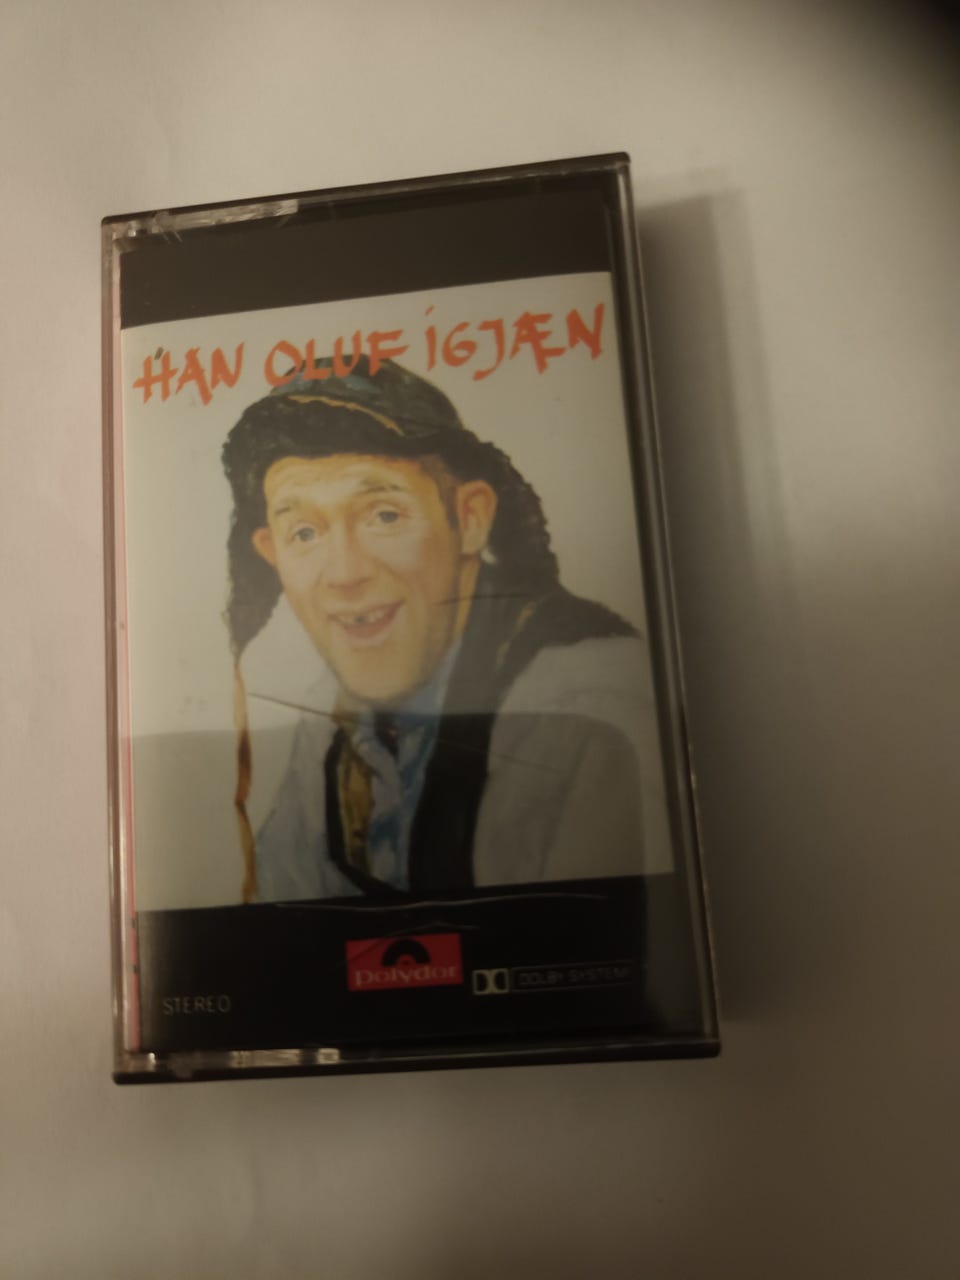 HAN OLUF IGJÆN
polydor
DOLBY SYSTEM
STEREO